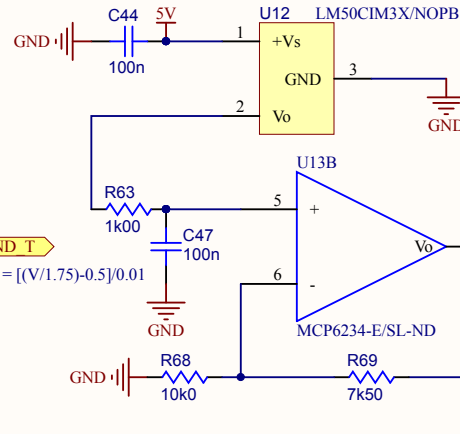 C44
5V
U12
LM50CIM3X/NOPB
GND
100n
1
+Vs
GND
3
2
Vo
GND
U13B
R63
1k00
5
+
C47
100n
ND_T
Vo
= [(V/1.75)-0.5]/0.01
6
-
GND
MCP6234-E/SL-ND
R68
R69
GND
10k0
7k50